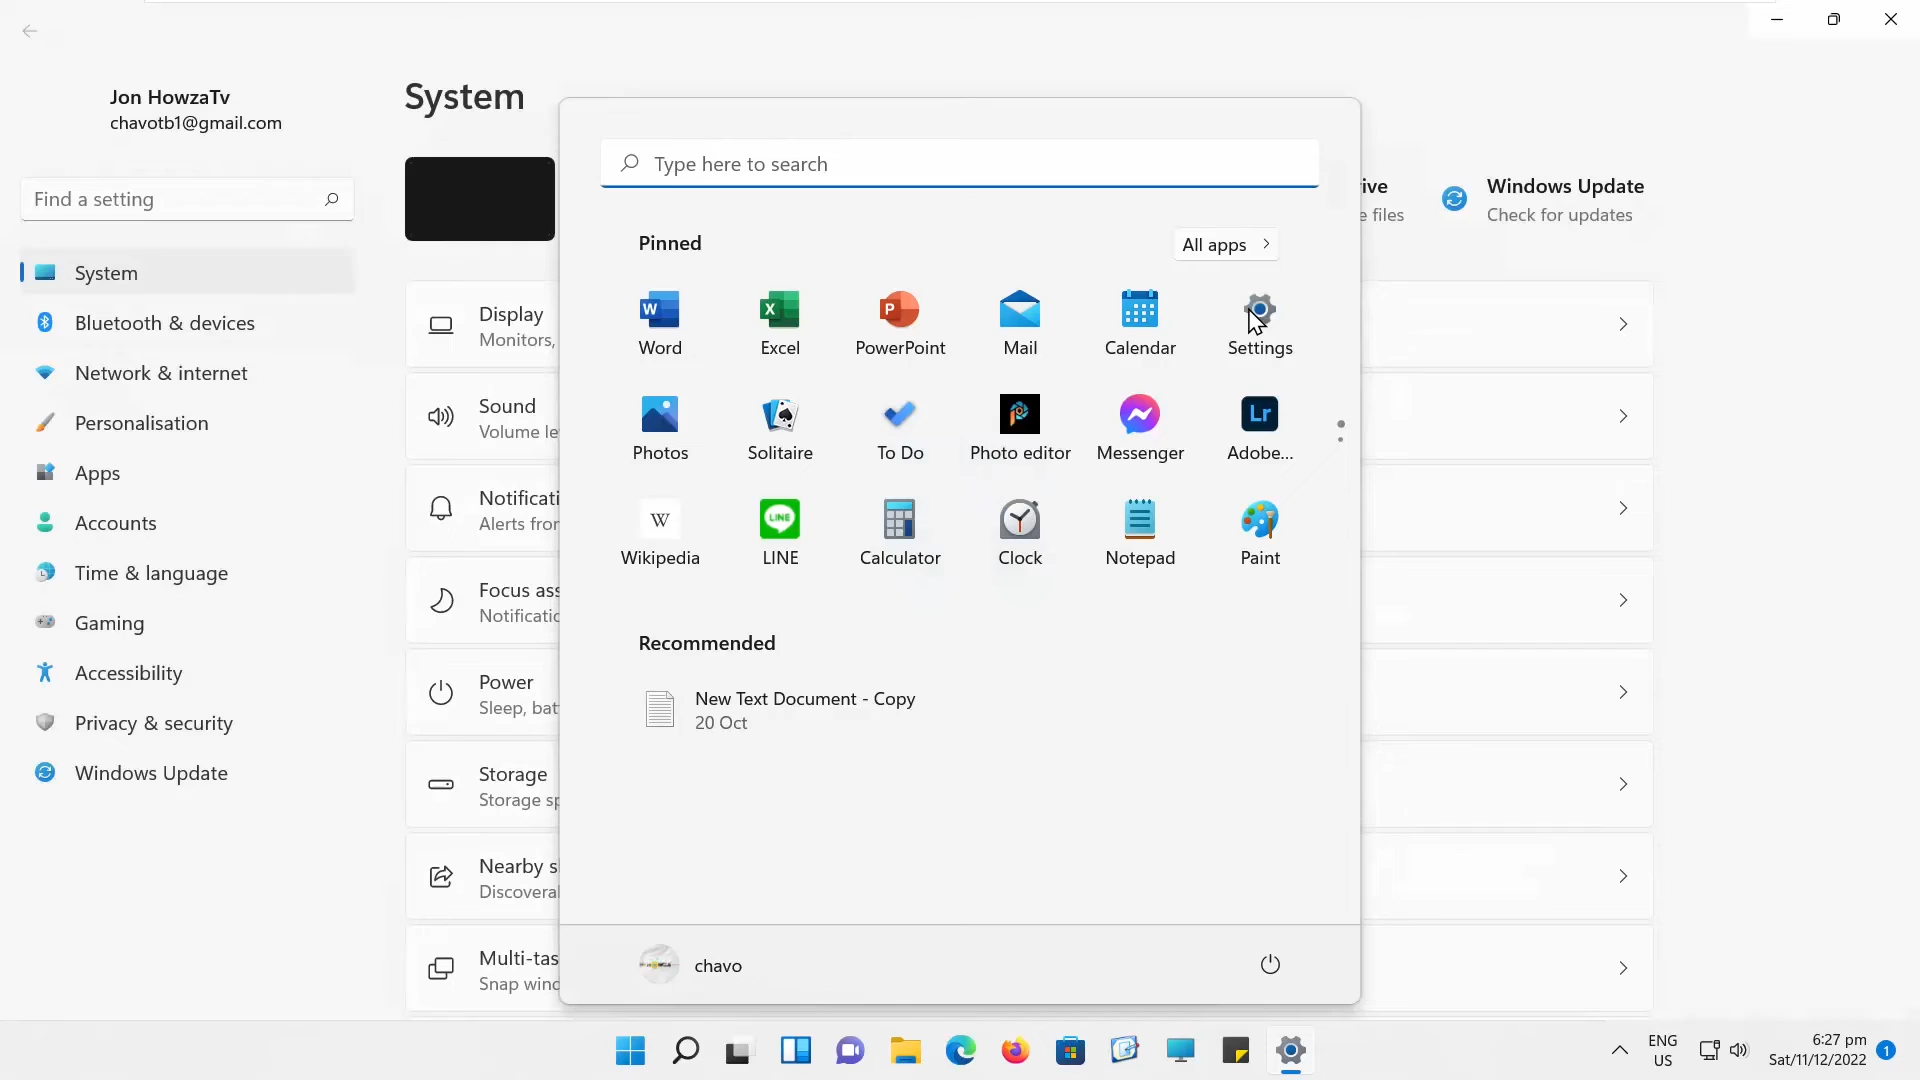 Jon HowzaTv
chavotb1@gmail.com
Find a setting
System
Bluetooth & devices
Network & internet
Personalisation
Apps
Accounts
Time & language
Gaming
Accessibility
Privacy & security
Windows Update
System
ive
e files
Windows Update
Check for updates
Display
Monitors,
Sound
Volume le
Notificati
Alerts fror
Focus ass
Notificatio
Power
Sleep, bat
Storage
Storage sp
Nearby sl
Discoveral
Multi-tas
Snap wind
Type here to search
Pinned
All apps
Word
Excel
PowerPoint
Mail
Calendar
Settings
Photos
Solitaire
To Do
Photo editor
Messenger
Lr
Adobe...
W
Wikipedia
LINE
LINE
Calculator
Clock
Notepad
Paint
Recommended
New Text Document - Copy
20 Oct
chavo
ENG
US
6:27 pm
Sat/11/12/2022
1